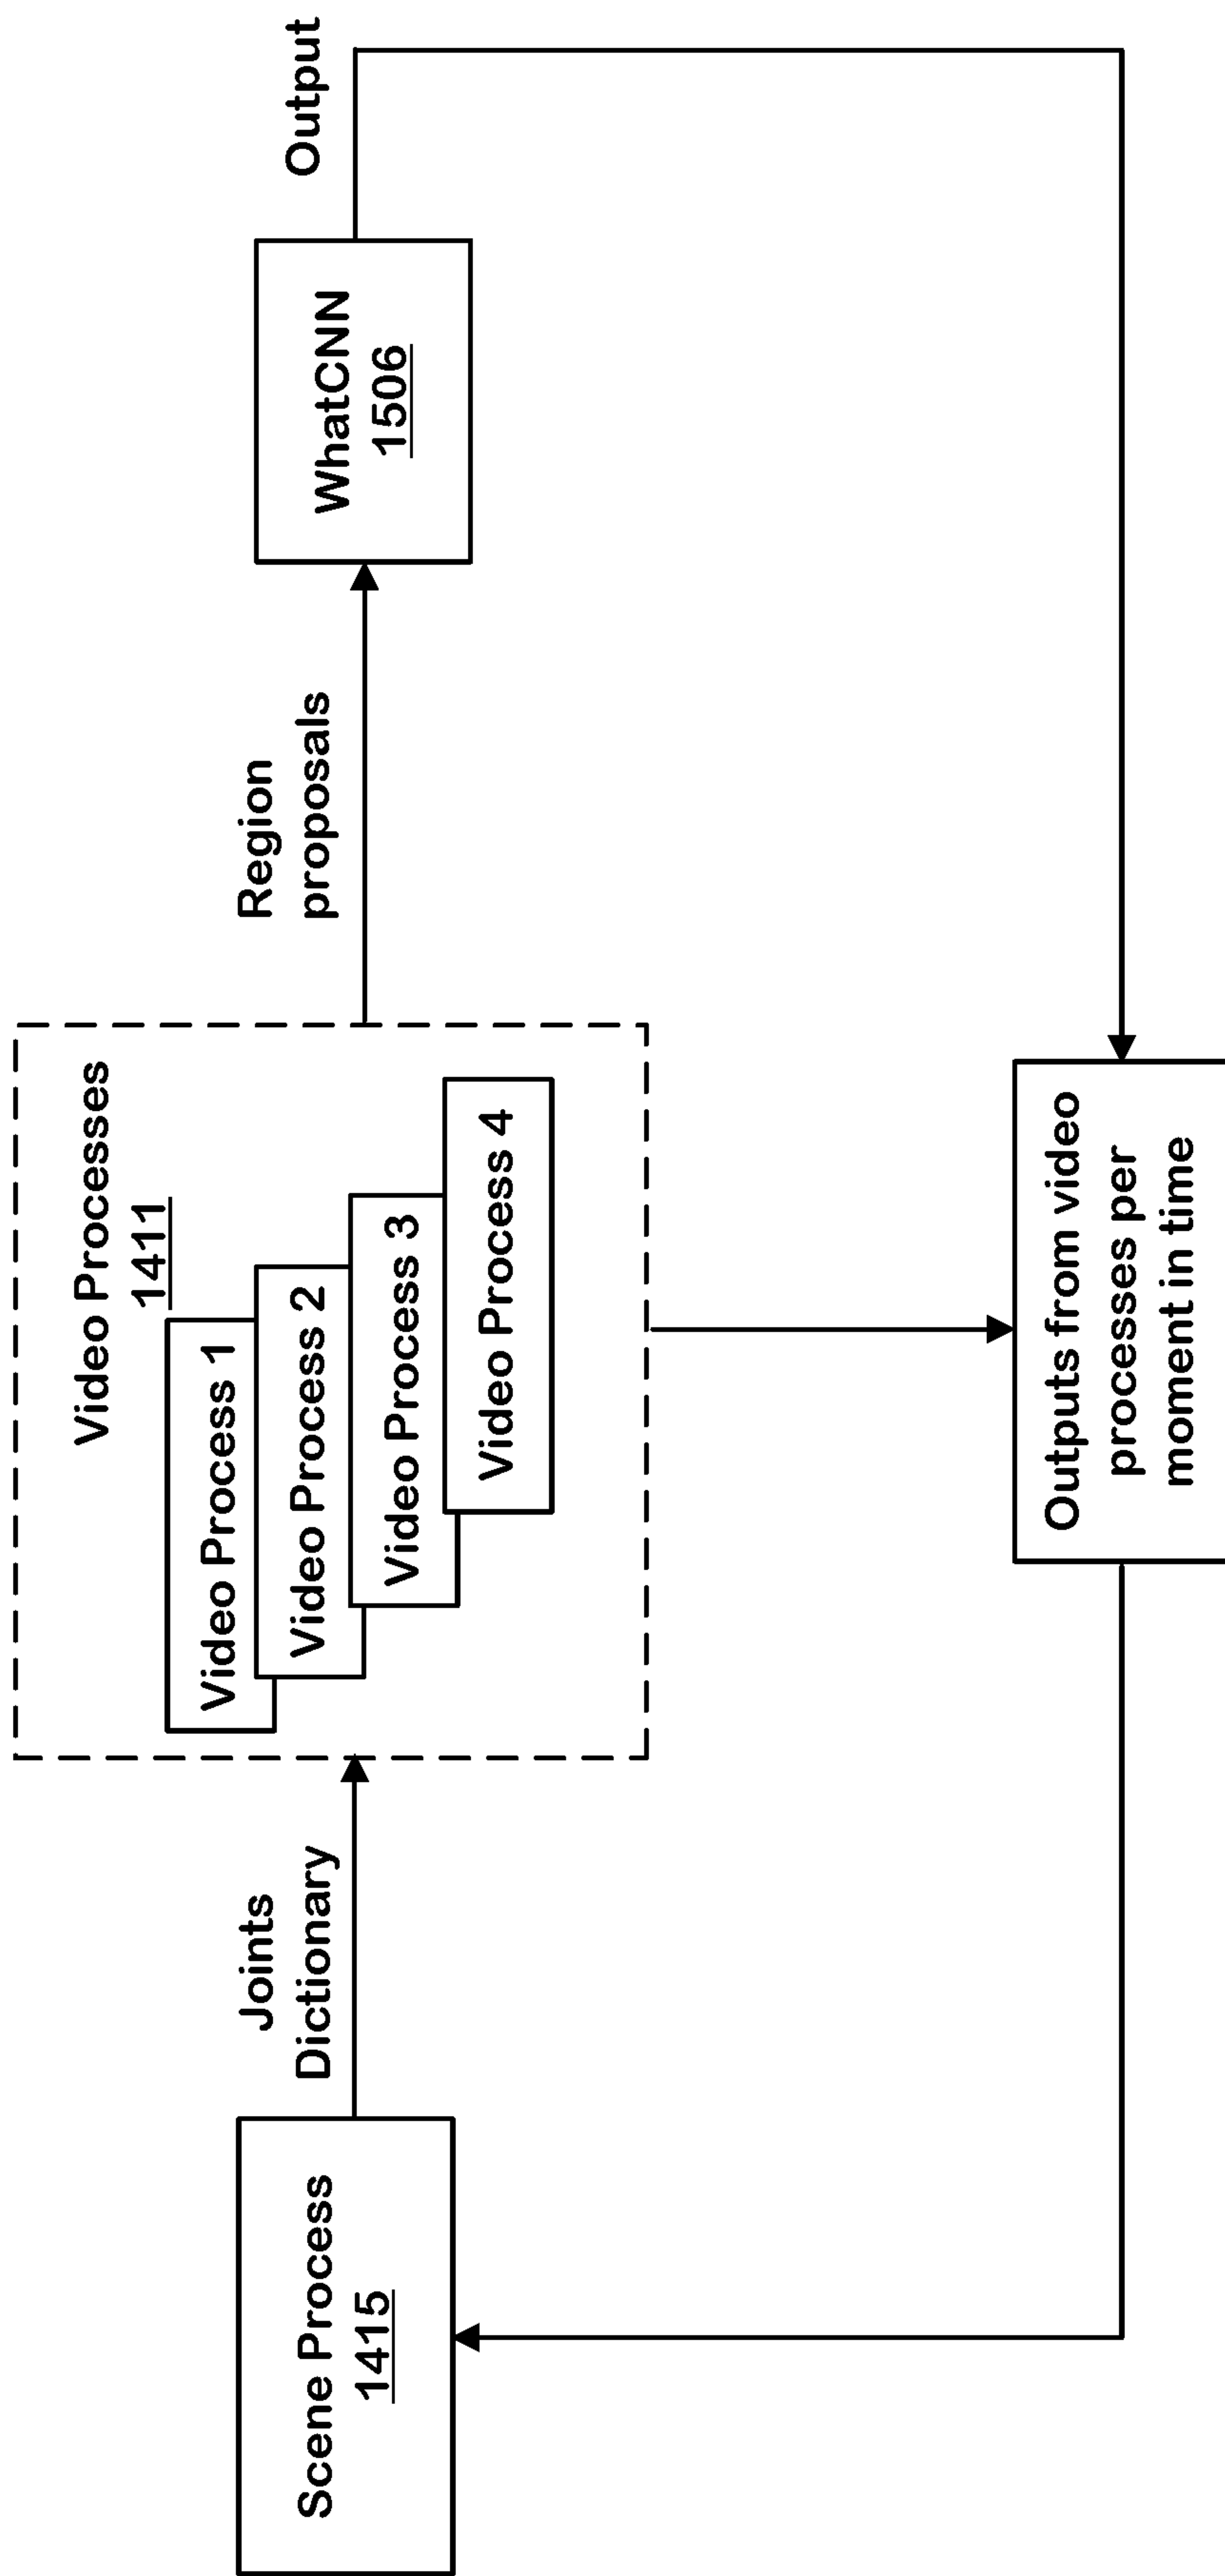 Video Processes
1411
Video Process 1
Video Process 2
Video Process 3
Video Process 4
Scene Process
1415
Joints
Dictionary
Region
proposals
WhatCNN
1506
Output
Outputs from video
processes per
moment in time